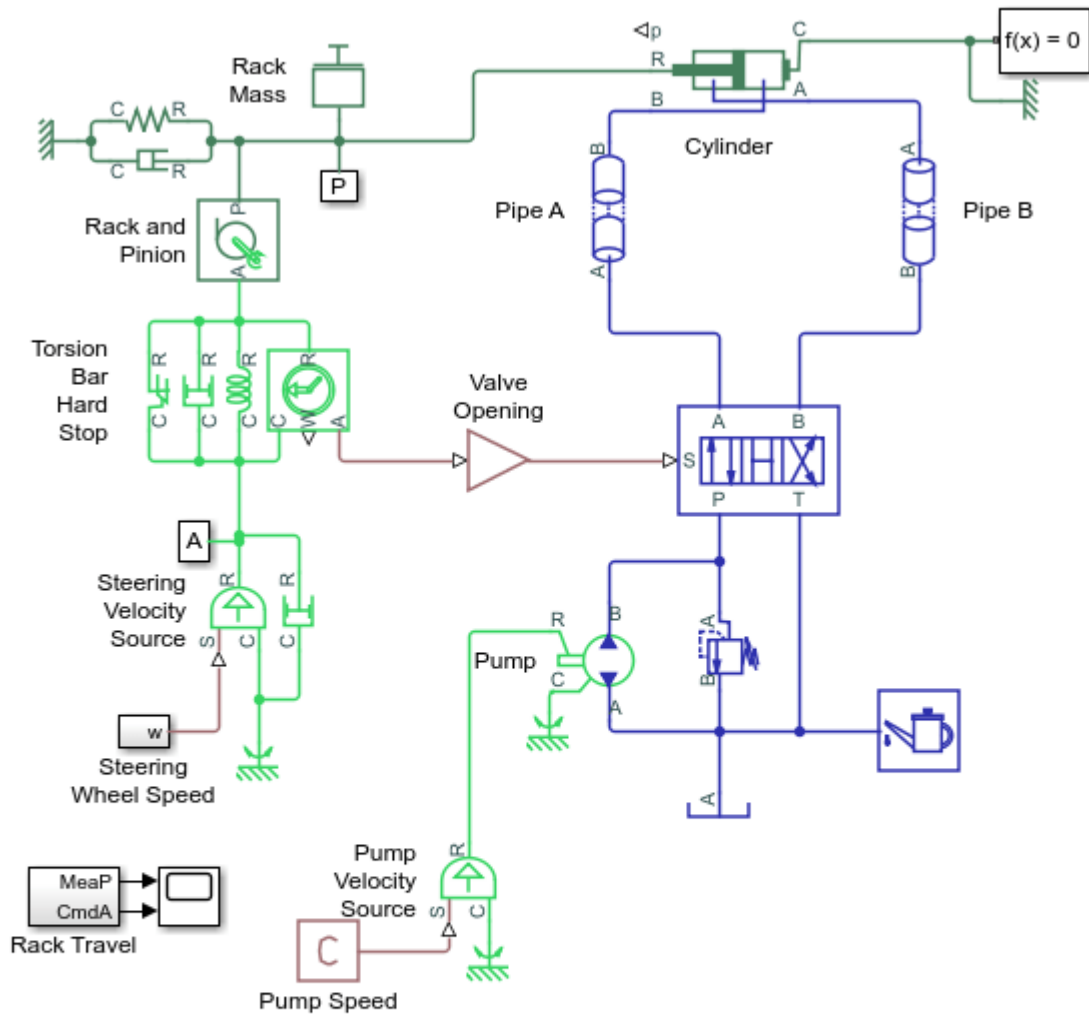 p
C
f(x) = 0
R
Rack
Mass
A
B
C
R
Cylinder
B
A
C
R
P
Pipe A
Pipe B
P
Rack and
Pinion
A
A
B
Torsion
Bar
Hard
Stop
R
R
R
R
C
C
C
C
W
A
Valve
Opening
A
B
S
P
T
A
R
R
Steering
Velocity
Source
S
C
C
B
R
A
Pump
C
B
A
w
Steering
Wheel Speed
A
Pump
Velocity
Source
R
MeaP
CmdA
S
C
Rack Travel
C
Pump Speed